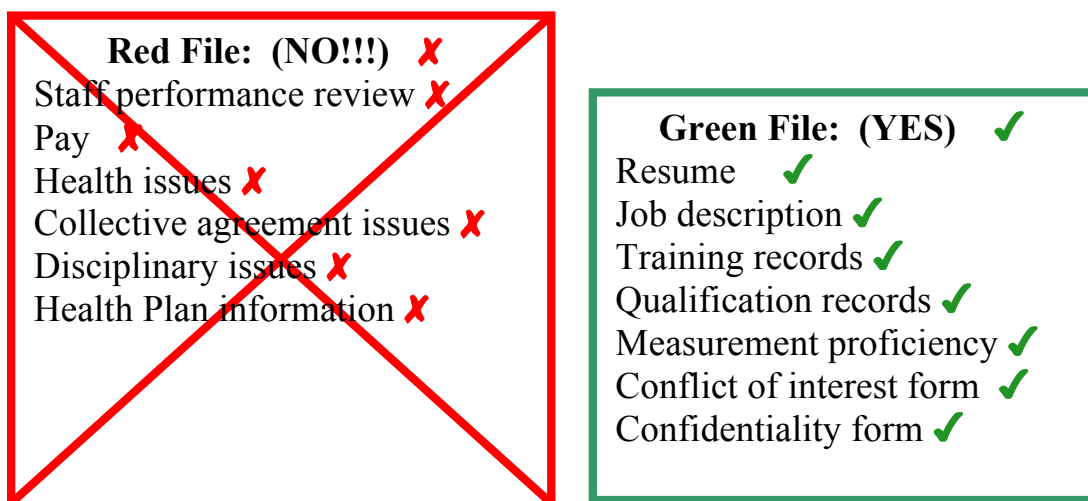 Red File: (NO!!!) ✗
Staff performance review ✗
Pay ✗
Health issues ✗
Collective agreement issues ✗
Disciplinary issues ✗
Health Plan information ✗
Green File: (YES) ✓
Resume ✓
Job description ✓
Training records ✓
Qualification records ✓
Measurement proficiency ✓
Conflict of interest form ✓
Confidentiality form ✓